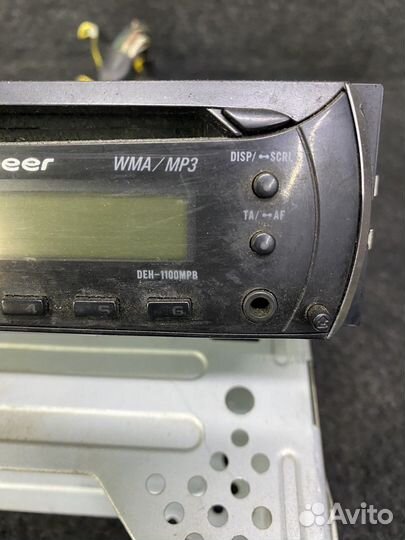 eer
WMA/MP3
DISP/↔SCRL
TA/↔AF
DEH-1100MPB
4 5 6
Avito